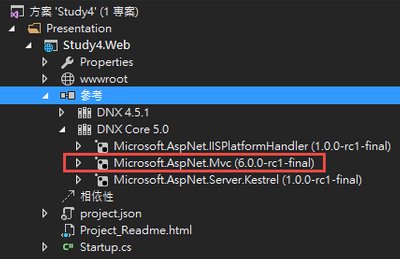 方案 'Study4' (1 專案)
Presentation
Study4.Web
Properties
wwwroot
參考
DNX 4.5.1
DNX Core 5.0
Microsoft.AspNet.IISPlatformHandler (1.0.0-rc1-final)
Microsoft.AspNet.Mvc (6.0.0-rc1-final)
Microsoft.AspNet.Server.Kestrel (1.0.0-rc1-final)
相依性
project.json
Project_Readme.html
Startup.cs